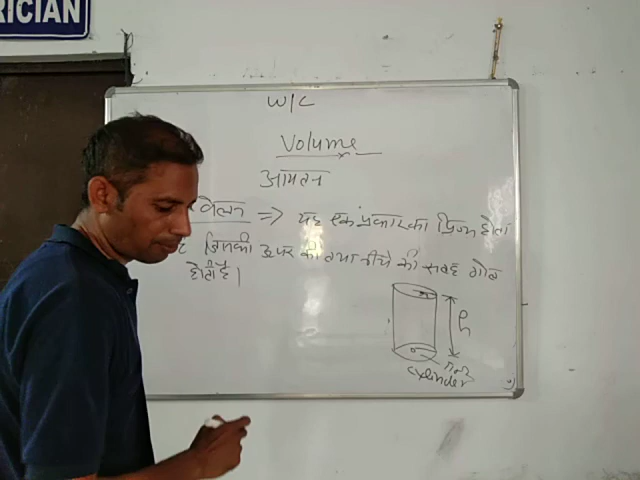 RICIAN
W/C
Volume
आयतन
बेलन ⇒ यह एक प्रकार का प्रिज्म होता
जिसकी ऊपर की तथा नीचे की सतह गोल
होती है।
h
cylinder